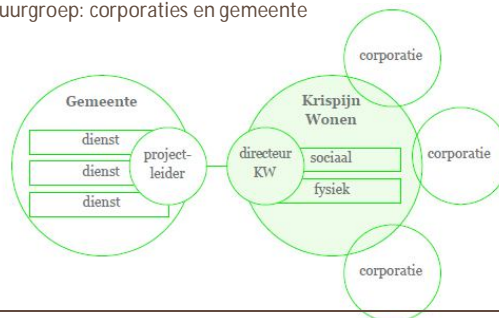 uurgroep: corporaties en gemeente
corporatie
Gemeente
dienst
dienst
dienst
project-
leider
directeur
KW
Krispijn
Wonen
sociaal
fysiek
corporatie
corporatie